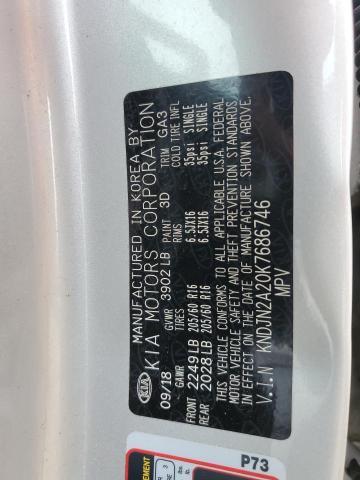 MANUFACTURED IN KOREA BY
KIA KIA MOTORS CORPORATION
09/18 GVWR 3902 LB PAINT 3D TRIM GA3
GAWR TIRES RIMS COLD TIRE INFL
FRONT 2249 LB 205/60 R16 6.5JX16 35psi SINGLE
REAR 2028 LB 205/60 R16 6.5JX16 35psi SINGLE
THIS VEHICLE CONFORMS TO ALL APPLICABLE U.S.A. FEDERAL
MOTOR VEHICLE SAFETY AND THEFT PREVENTION STANDARDS
IN EFFECT ON THE DATE OF MANUFACTURE SHOWN ABOVE.
V.I.N KNDJN2A20K7686746
MPV
P73